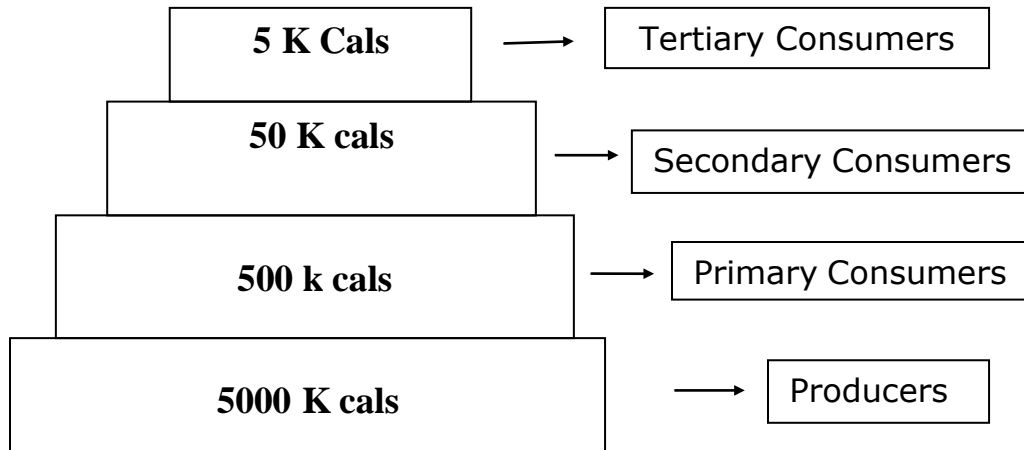 5 K Cals
Tertiary Consumers
50 K cals
Secondary Consumers
500 k cals
Primary Consumers
5000 K cals
Producers